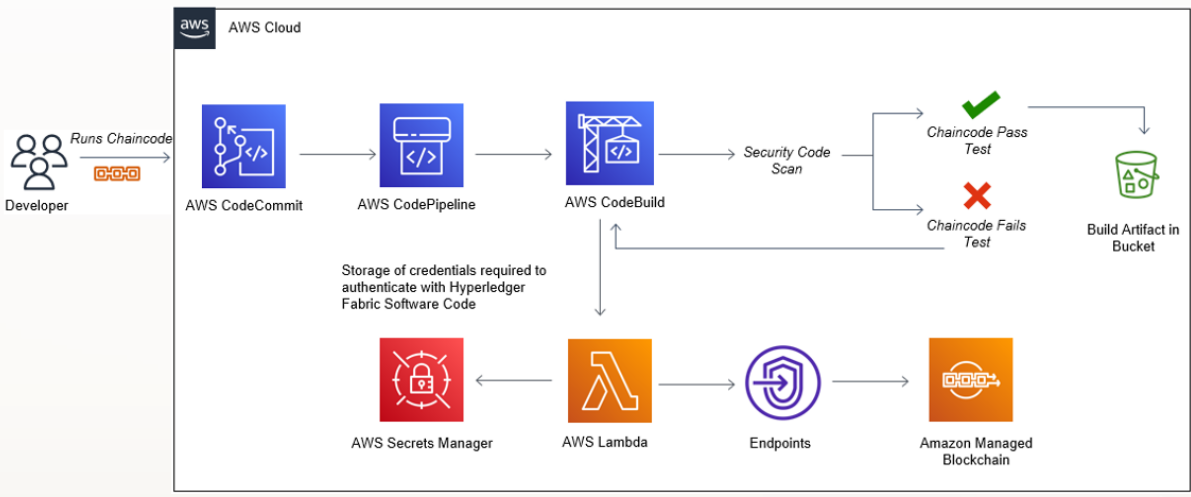 aws
AWS Cloud
Runs Chaincode
Developer
AWS CodeCommit
AWS CodePipeline
AWS CodeBuild
Security Code
Scan
Chaincode Pass
Test
Chaincode Fails
Test
Build Artifact in
Bucket
Storage of credentials required to
authenticate with Hyperledger
Fabric Software Code
AWS Secrets Manager
AWS Lambda
Endpoints
Amazon Managed
Blockchain